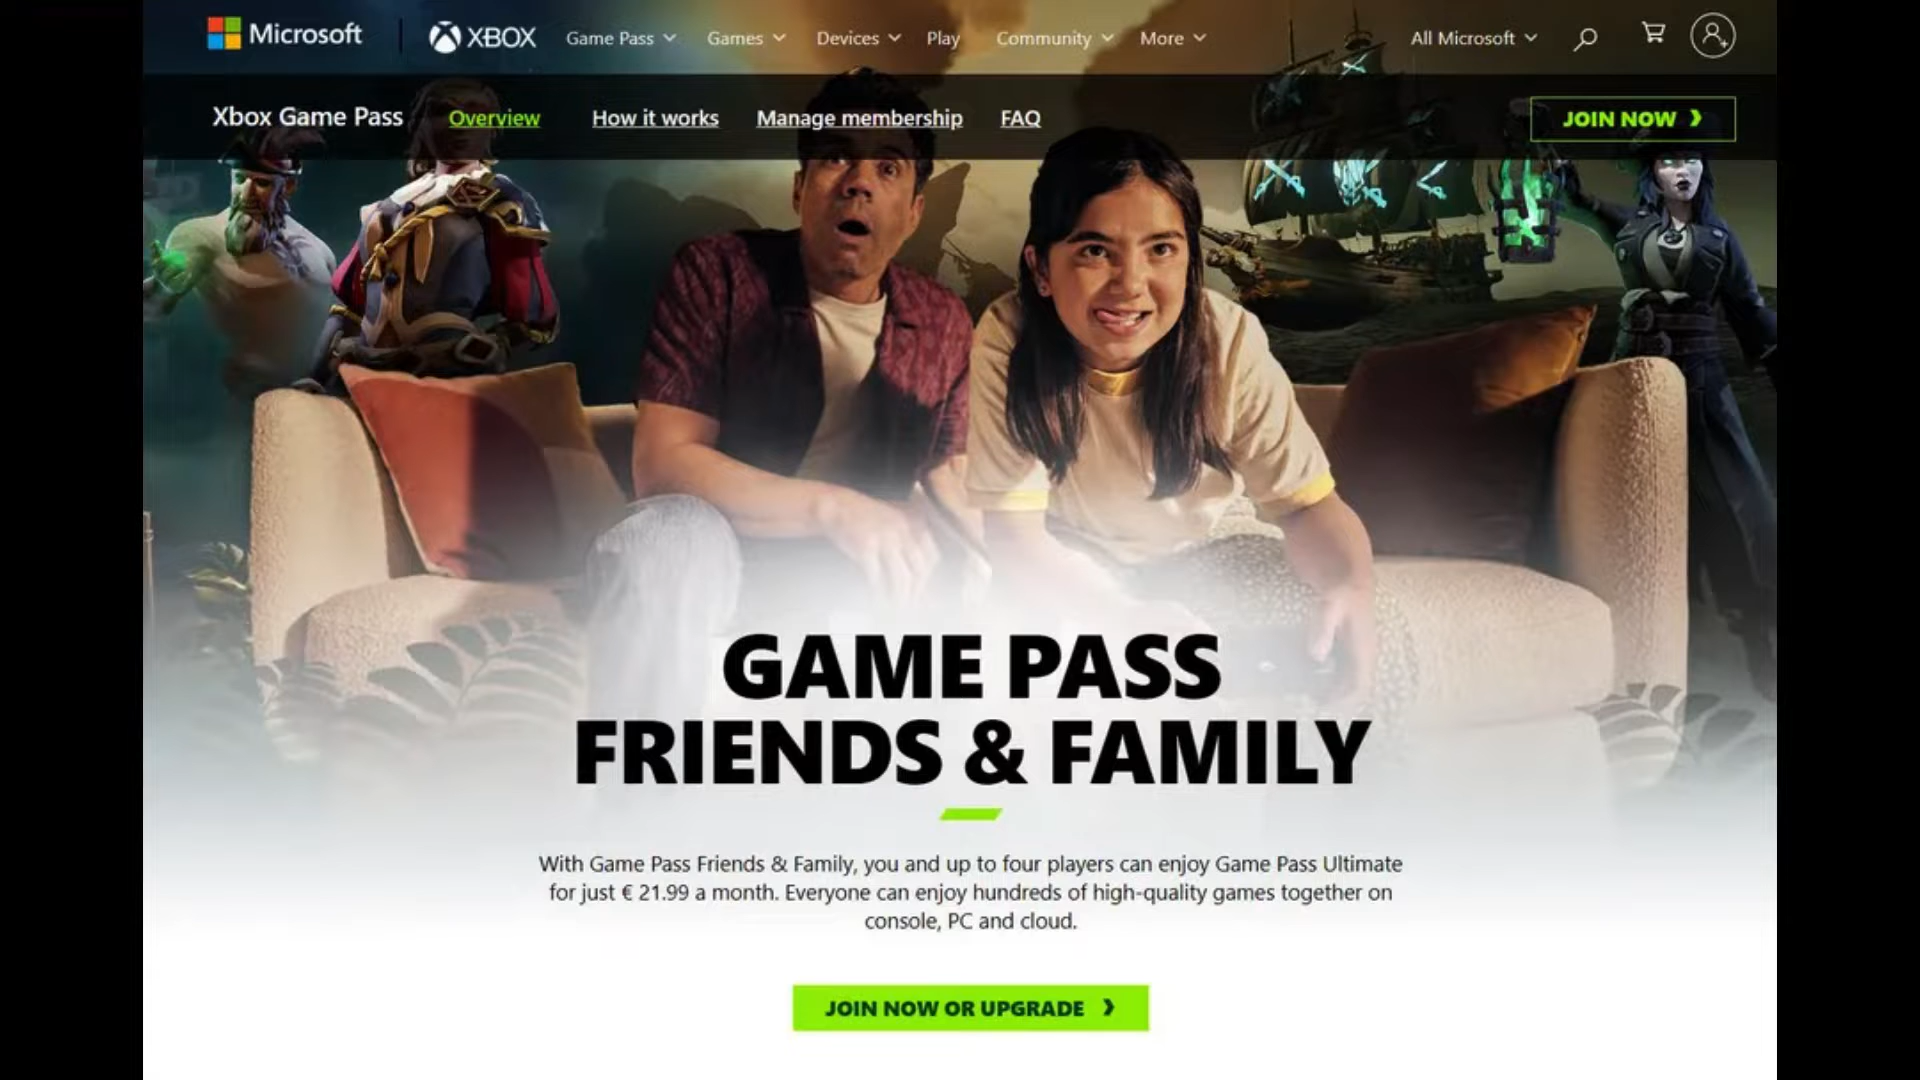 Microsoft
XBOX
Game Pass
Games
Devices
Play
Community
More
All Microsoft
Xbox Game Pass
Overview
How it works
Manage membership
FAQ
JOIN NOW
GAME PASS
FRIENDS & FAMILY
With Game Pass Friends & Family, you and up to four players can enjoy Game Pass Ultimate
for just € 21.99 a month. Everyone can enjoy hundreds of high-quality games together on
console, PC and cloud.
JOIN NOW OR UPGRADE